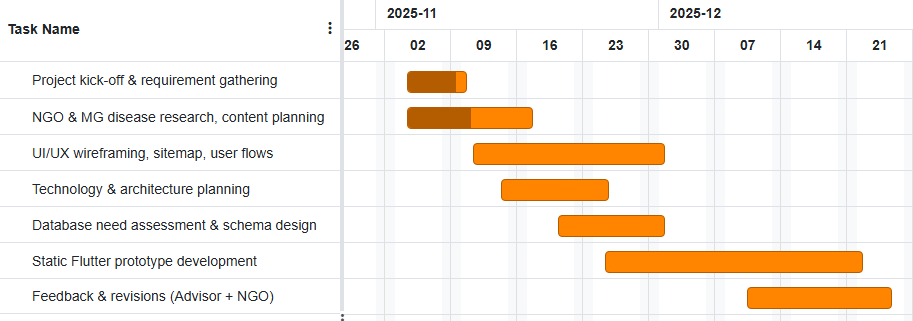 2025-11 2025-12
Task Name
26 02 09 16 23 30 07 14 21
Project kick-off & requirement gathering
NGO & MG disease research, content planning
UI/UX wireframing, sitemap, user flows
Technology & architecture planning
Database need assessment & schema design
Static Flutter prototype development
Feedback & revisions (Advisor + NGO)